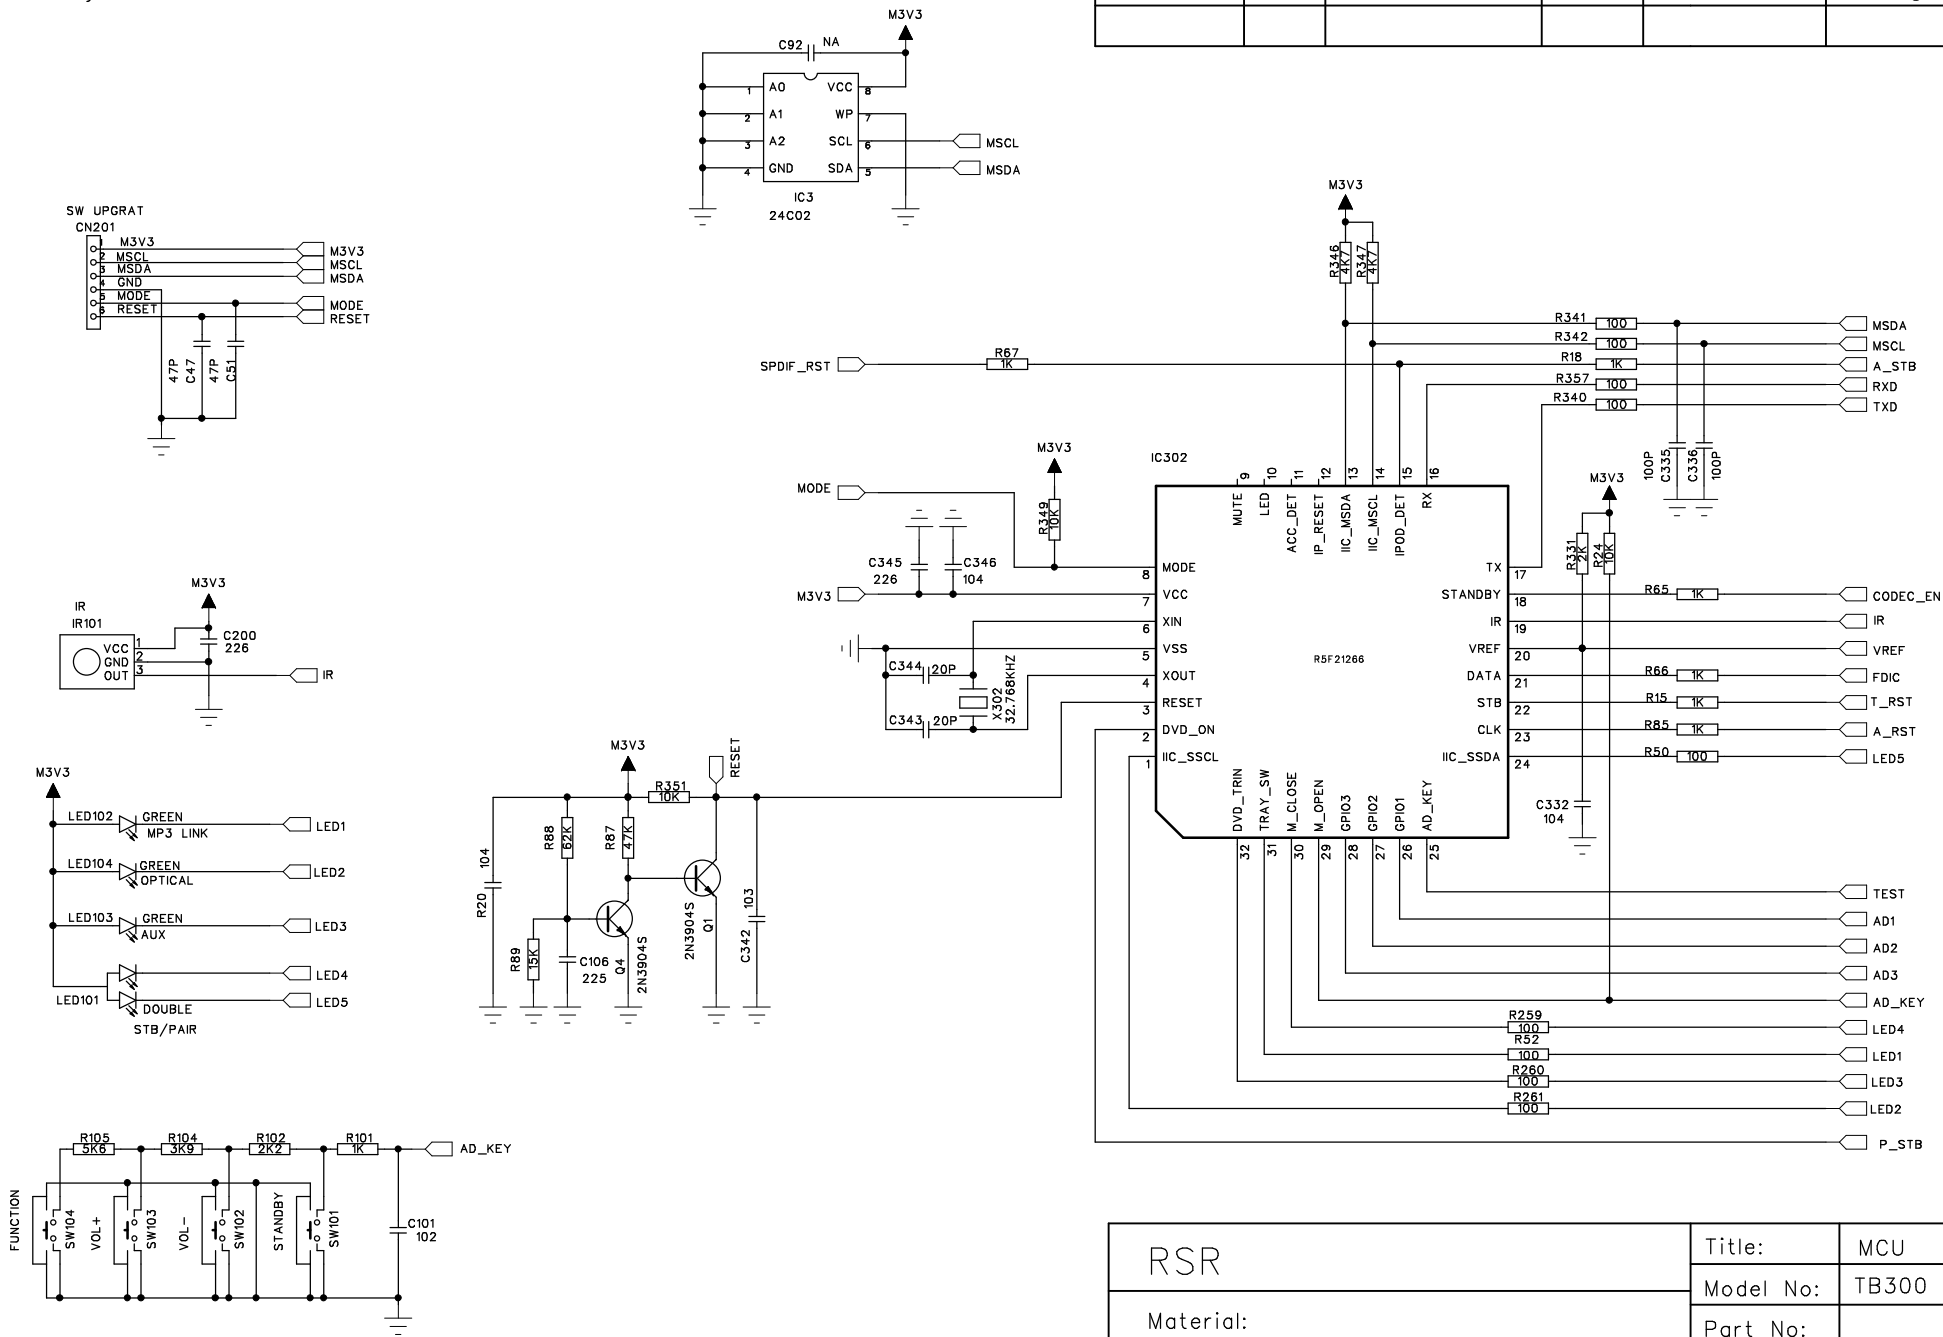 M3V3
C92 NA
1 A0 VCC 8
2 A1 WP 7
3 A2 SCL 6 MSCL
4 GND SDA 5 MSDA
IC3
24C02
SW UPGRAT
CN201
1 M3V3 M3V3
2 MSCL MSCL
3 MSDA MSDA
4 GND
5 MODE MODE
6 RESET RESET
47P C47 47P C51
M3V3
R346 4K7 R347 4K7
R341 100 MSDA
R342 100 MSCL
SPDIF_RST R67 1K R18 1K A_STB
R357 100 RXD
R340 100 TXD
100P C335 C336 100P
M3V3
IC302
MODE
R349 10K
9 10 11 12 13 14 15 16
MUTE LED ACC_DET IP_RESET IIC_MSDA IIC_MSCL IPOD_DET RX
M3V3
R331 2K R24 10K
C345 226 C346 104
M3V3
8 MODE TX 17
7 VCC STANDBY 18 R65 1K CODEC_EN
6 XIN IR 19 IR
5 VSS VREF 20 VREF
4 XOUT DATA 21 R66 1K FDIC
3 RESET STB 22 R15 1K T_RST
2 DVD_ON CLK 23 R85 1K A_RST
1 IIC_SSCL IIC_SSDA 24 R50 100 LED5
R5F21266
C344 20P
X302 32.768KHZ
C343 20P
C332
104
DVD_TRIN TRAY_SW M_CLOSE M_OPEN GPIO3 GPIO2 GPIO1 AD_KEY
32 31 30 29 28 27 26 25
TEST
AD1
AD2
AD3
AD_KEY
R259 100 LED4
R52 100 LED1
R260 100 LED3
R261 100 LED2
P_STB
IR
IR101
M3V3
VCC 1
GND 2
OUT 3
C200
226
IR
M3V3
LED102 GREEN LED1
MP3 LINK
LED104 GREEN LED2
OPTICAL
LED103 GREEN LED3
AUX
LED4
LED101 LED5
DOUBLE
STB/PAIR
M3V3 RESET
R351
10K
R88 62K R87 47K
104 R20
R89 15K
C106
225
Q4 2N3904S
2N3904S Q1
103 C342
R105 R104 R102 R101
5K6 3K9 2K2 1K AD_KEY
FUNCTION SW104 VOL+ SW103 VOL- SW102 STANDBY SW101
C101
102
RSR
Title: MCU
Model No: TB300
Material:
Part No: